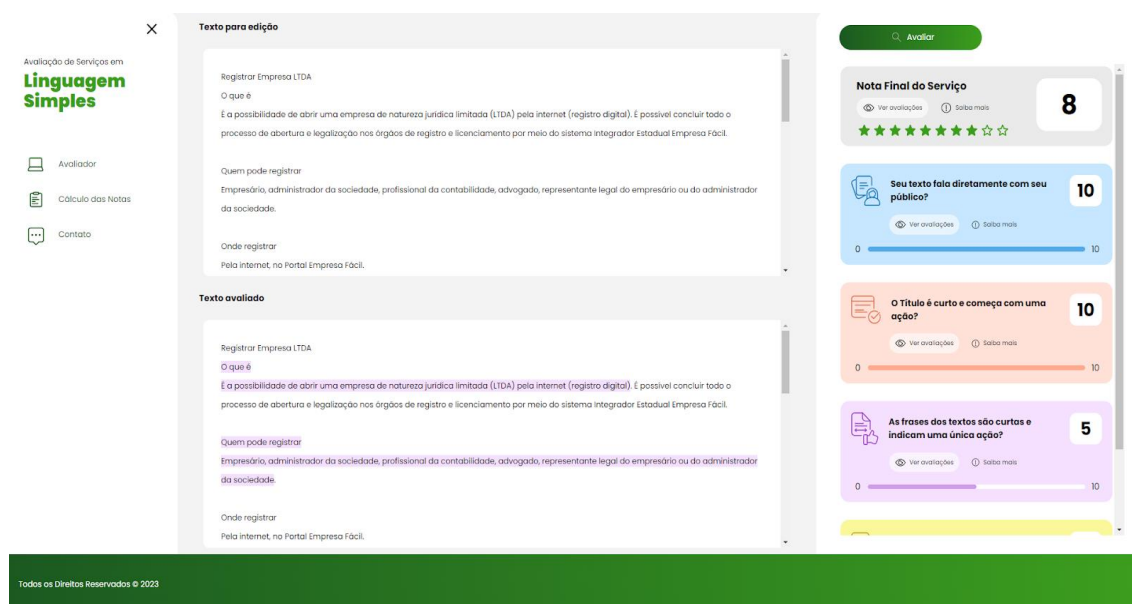 Avaliação de Serviços em
Linguagem
Simples
Avaliador
Cálculo das Notas
Contato
Texto para edição
Registrar Empresa LTDA
O que é
É a possibilidade de abrir uma empresa de natureza jurídica limitada (LTDA) pela internet (registro digital). É possível concluir todo o
processo de abertura e legalização nos órgãos de registro e licenciamento por meio do sistema Integrador Estadual Empresa Fácil.
Quem pode registrar
Empresário, administrador da sociedade, profissional da contabilidade, advogado, representante legal do empresário ou do administrador
da sociedade.
Onde registrar
Pela internet, no Portal Empresa Fácil.
Texto avaliado
Registrar Empresa LTDA
O que é
É a possibilidade de abrir uma empresa de natureza jurídica limitada (LTDA) pela internet (registro digital). É possível concluir todo o
processo de abertura e legalização nos órgãos de registro e licenciamento por meio do sistema Integrador Estadual Empresa Fácil.
Quem pode registrar
Empresário, administrador da sociedade, profissional da contabilidade, advogado, representante legal do empresário ou do administrador
da sociedade.
Onde registrar
Pela internet, no Portal Empresa Fácil.
Avaliar
Nota Final do Serviço
Ver avaliações Saiba mais
8
Seu texto fala diretamente com seu
público?
10
Ver avaliações Saiba mais
0 10
O Título é curto e começa com uma
ação?
10
Ver avaliações Saiba mais
0 10
As frases dos textos são curtas e
indicam uma única ação?
5
Ver avaliações Saiba mais
0 10
Todos os Direitos Reservados © 2023